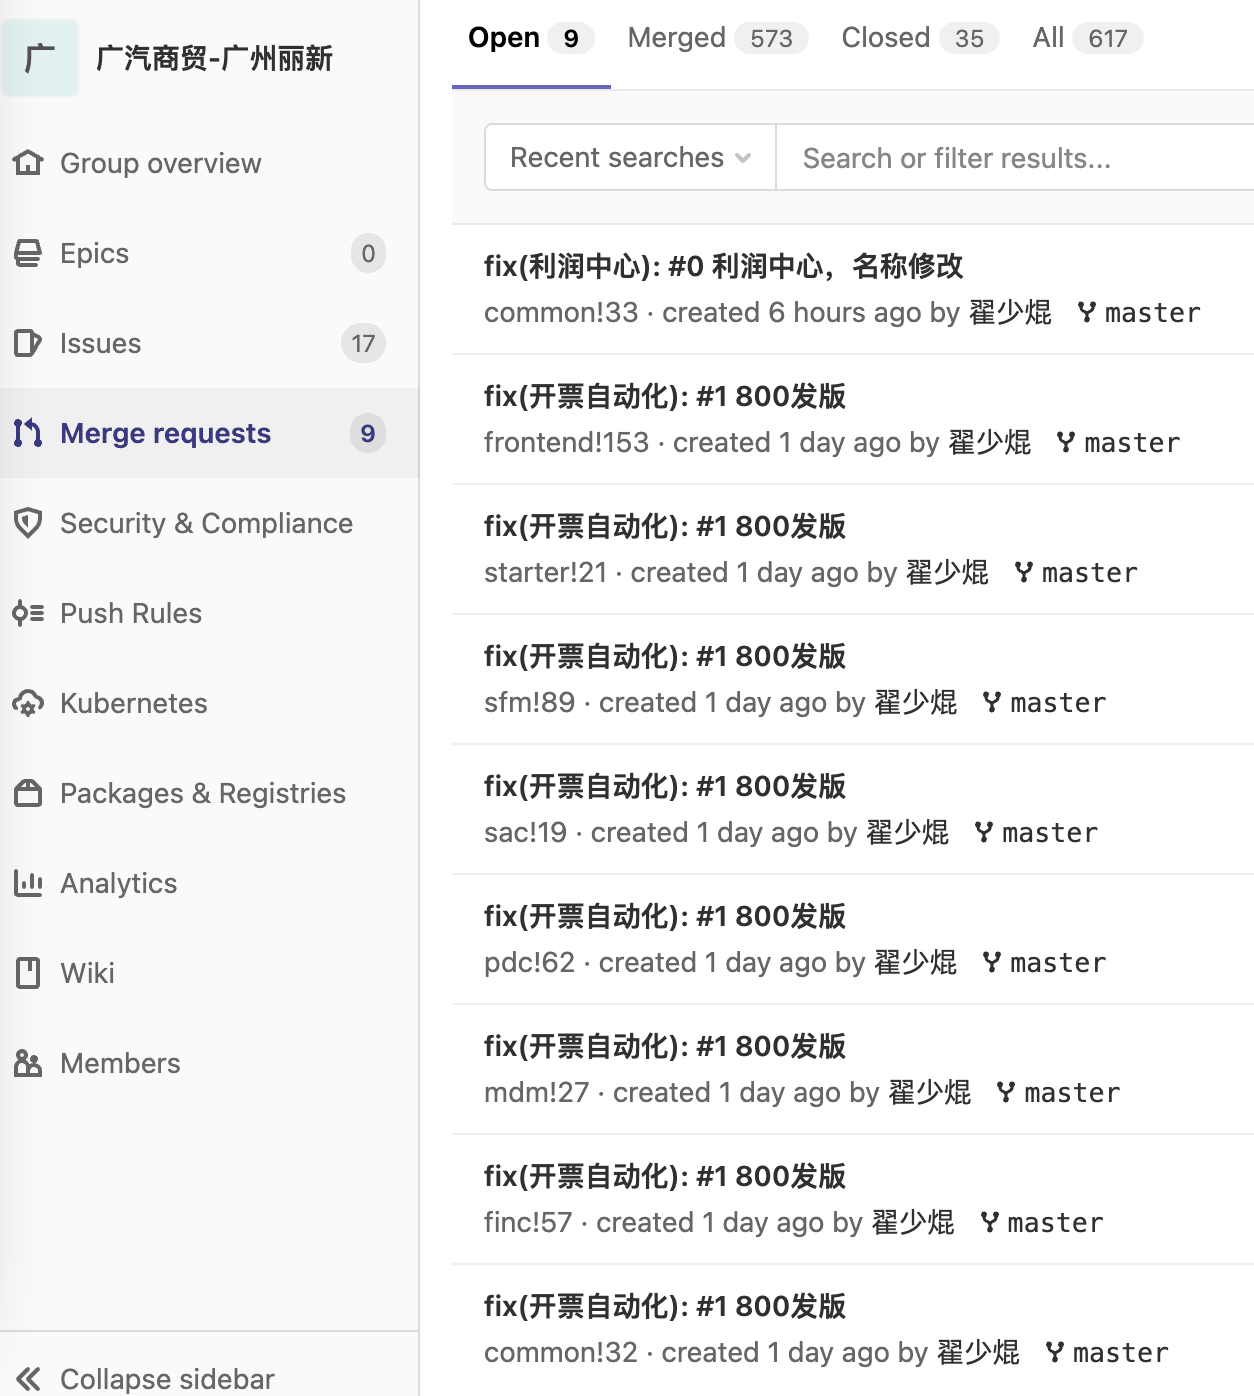 广 广汽商贸-广州丽新
Group overview
Epics 0
Issues 17
Merge requests 9
Security & Compliance
Push Rules
Kubernetes
Packages & Registries
Analytics
Wiki
Members
Collapse sidebar
Open 9 Merged 573 Closed 35 All 617
Recent searches Search or filter results...
fix(利润中心): #0 利润中心，名称修改
common!33 · created 6 hours ago by 翟少焜 master
fix(开票自动化): #1 800发版
frontend!153 · created 1 day ago by 翟少焜 master
fix(开票自动化): #1 800发版
starter!21 · created 1 day ago by 翟少焜 master
fix(开票自动化): #1 800发版
sfm!89 · created 1 day ago by 翟少焜 master
fix(开票自动化): #1 800发版
sac!19 · created 1 day ago by 翟少焜 master
fix(开票自动化): #1 800发版
pdc!62 · created 1 day ago by 翟少焜 master
fix(开票自动化): #1 800发版
mdm!27 · created 1 day ago by 翟少焜 master
fix(开票自动化): #1 800发版
finc!57 · created 1 day ago by 翟少焜 master
fix(开票自动化): #1 800发版
common!32 · created 1 day ago by 翟少焜 master